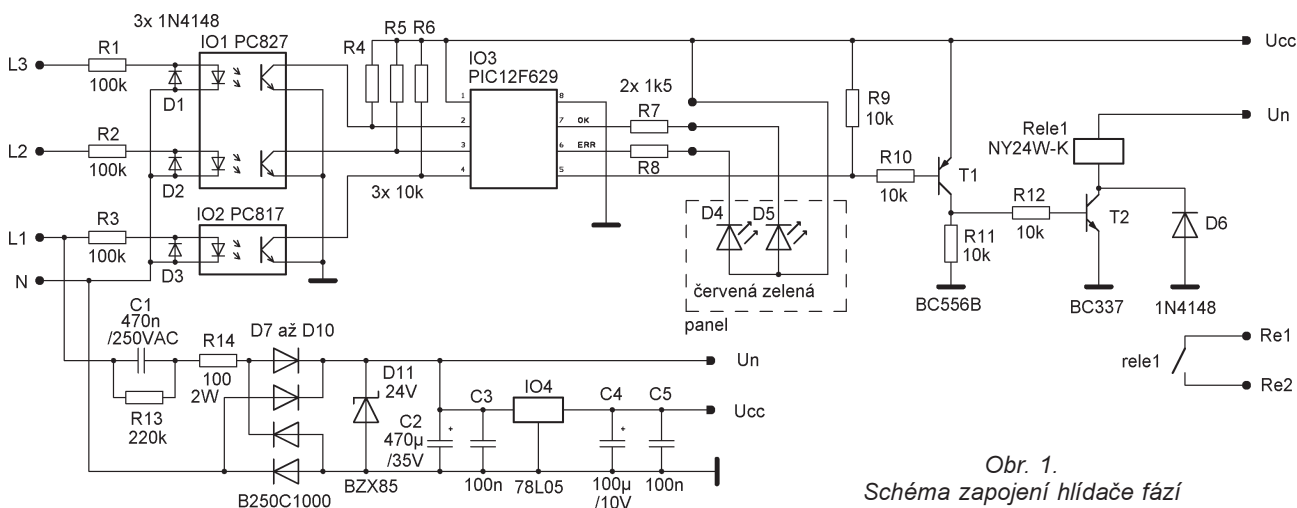 3x 1N4148
IO1 PC827
R5 R6
R4
IO3
PIC12F629
Ucc
L3
R1
100k
D1
1
2
3
4
8
7
6
5
OK
ERR
2x 1k5
R7
R8
R9
10k
Un
Rele1
NY24W-K
L2
R2
100k
D2
3x 10k
R10
10k
T1
R12
10k
T2
D6
IO2 PC817
L1
R3
100k
D3
N
D4
D5
R11
10k
červená zelená
panel
BC556B
BC337
1N4148
C1
470n
/250VAC
R14
100
2W
D7 až D10
R13
220k
Un
D11
24V
C3
IO4
C4
C5
Ucc
C2
470µ
/35V
+
+
B250C1000
BZX85
100n
78L05
100µ
/10V
100n
rele1
Re1
Re2
Obr. 1.
Schéma zapojení hlídače fází